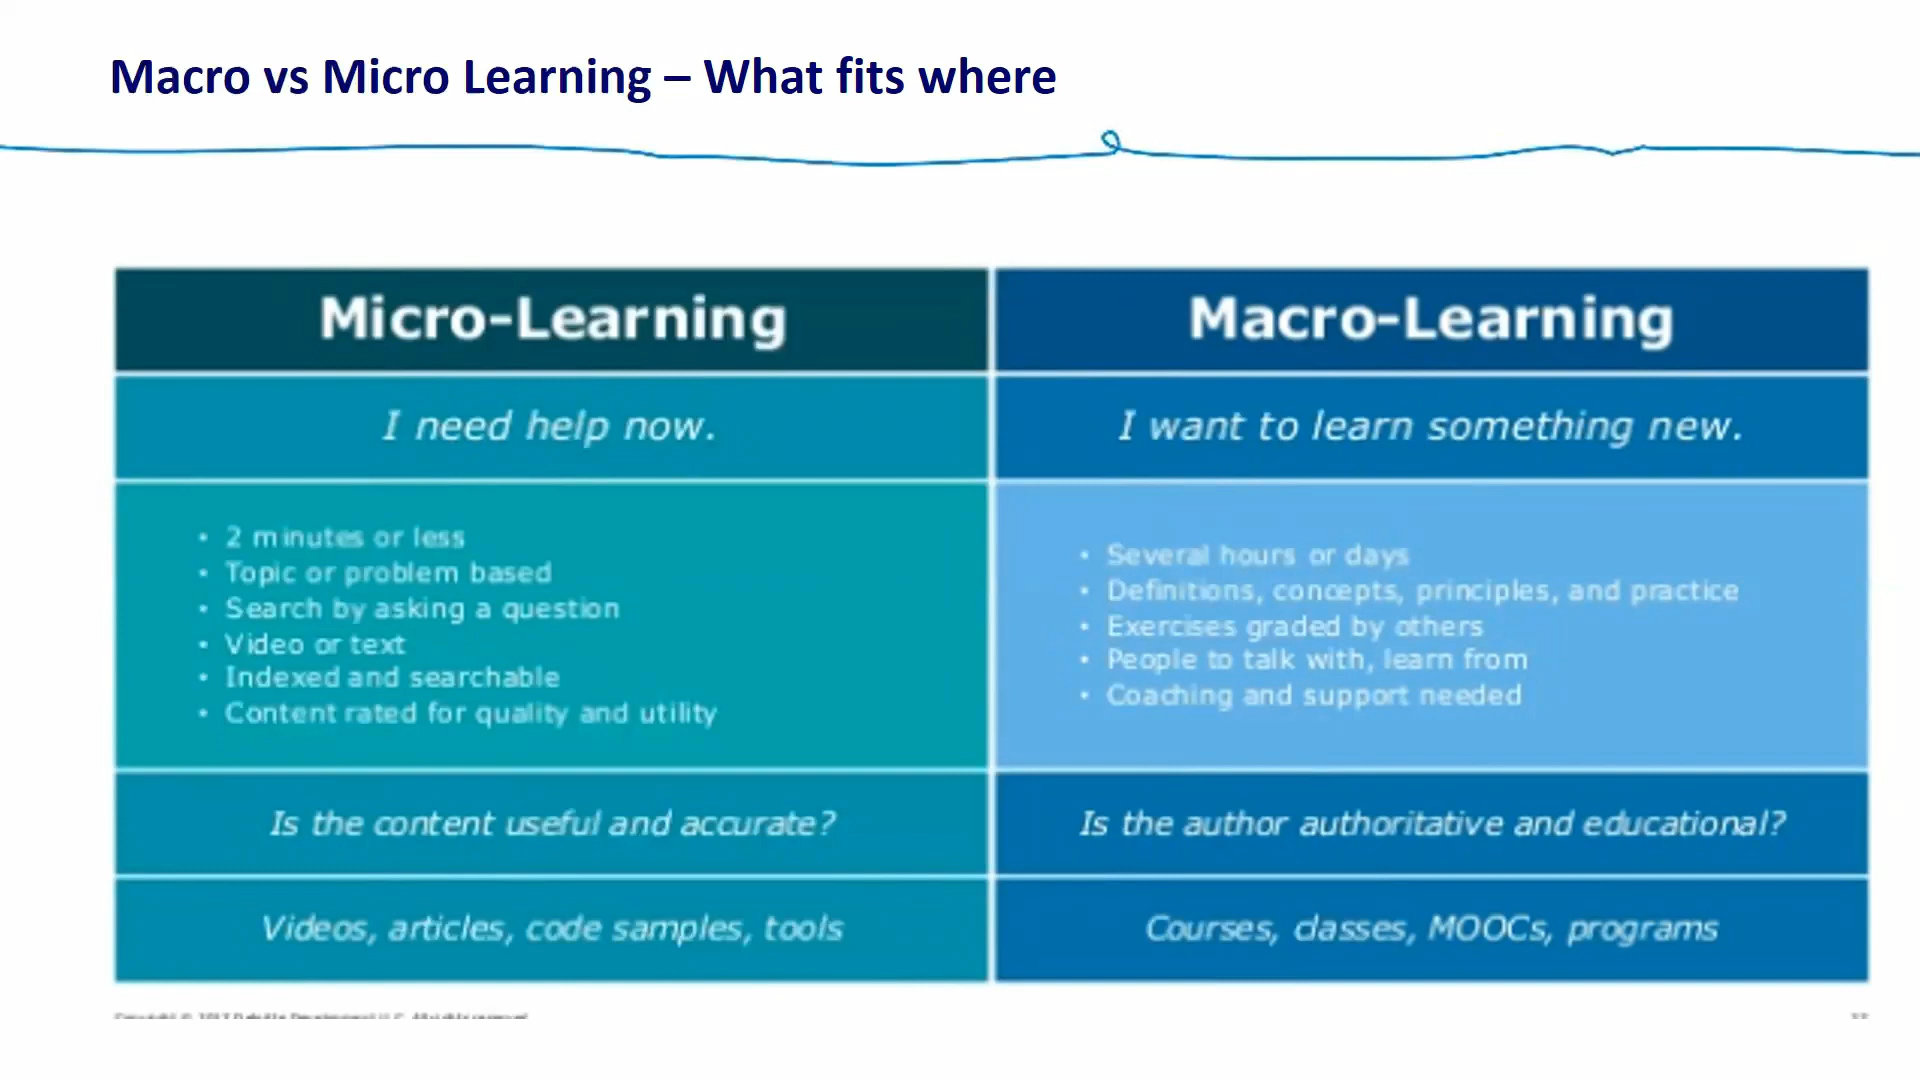 Macro vs Micro Learning – What fits where
Micro-Learning
Macro-Learning
I need help now.
I want to learn something new.
• 2 minutes or less
• Topic or problem based
• Search by asking a question
• Video or text
• Indexed and searchable
• Content rated for quality and utility
• Several hours or days
• Definitions, concepts, principles, and practice
• Exercises graded by others
• People to talk with, learn from
• Coaching and support needed
Is the content useful and accurate?
Is the author authoritative and educational?
Videos, articles, code samples, tools
Courses, classes, MOOCs, programs